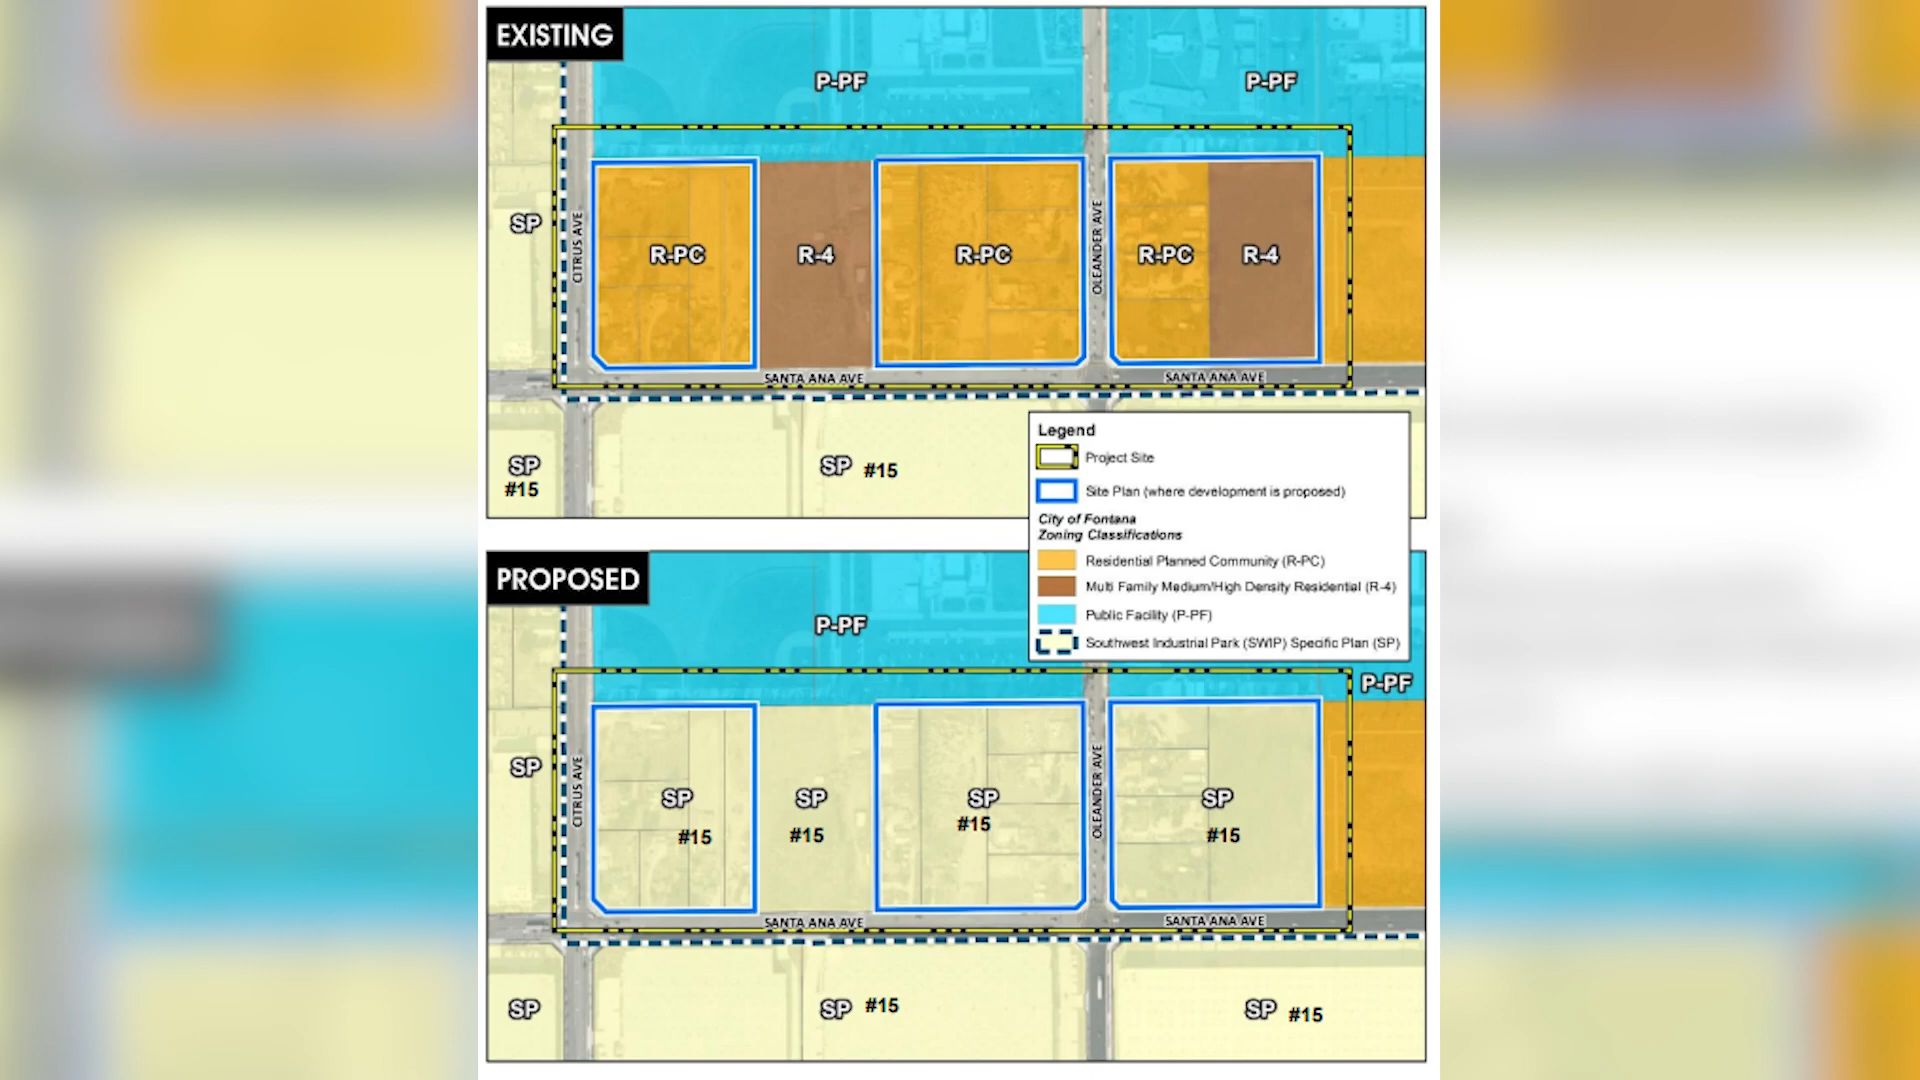 EXISTING
P-PF
P-PF
SP
CITRUS AVE
R-PC
R-4
R-PC
OLEANDER AVE
R-PC
R-4
SANTA ANA AVE
SANTA ANA AVE
SP
#15
SP #15
Legend
Project Site
Site Plan (where development is proposed)
City of Fontana
Zoning Classifications
Residential Planned Community (R-PC)
Multi Family Medium/High Density Residential (R-4)
Public Facility (P-PF)
Southwest Industrial Park (SWIP) Specific Plan (SP)
PROPOSED
P-PF
P-PF
SP
CITRUS AVE
SP
#15
SP
#15
SP
#15
OLEANDER AVE
SP
#15
SANTA ANA AVE
SANTA ANA AVE
SP
SP #15
SP #15